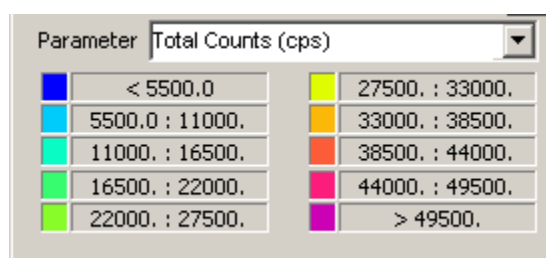 Parameter Total Counts (cps)
< 5500.0 27500. : 33000.
5500.0 : 11000. 33000. : 38500.
11000. : 16500. 38500. : 44000.
16500. : 22000. 44000. : 49500.
22000. : 27500. > 49500.